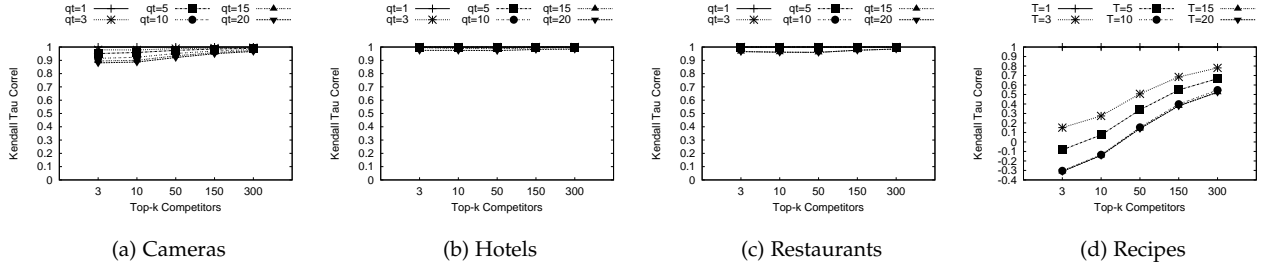 qt=1 qt=5 qt=15
qt=3 qt=10 qt=20
Kendall Tau Correl
1
0.9
0.8
0.7
0.6
0.5
0.4
0.3
0.2
0.1
0
3 10 50 150 300
Top-k Competitors
(a) Cameras
qt=1 qt=5 qt=15
qt=3 qt=10 qt=20
Kendall Tau Correl
1
0.9
0.8
0.7
0.6
0.5
0.4
0.3
0.2
0.1
0
3 10 50 150 300
Top-k Competitors
(b) Hotels
qt=1 qt=5 qt=15
qt=3 qt=10 qt=20
Kendall Tau Correl
1
0.9
0.8
0.7
0.6
0.5
0.4
0.3
0.2
0.1
0
3 10 50 150 300
Top-k Competitors
(c) Restaurants
T=1 T=5 T=15
T=3 T=10 T=20
Kendall Tau Correl
1
0.9
0.8
0.7
0.6
0.5
0.4
0.3
0.2
0.1
0
-0.1
-0.2
-0.3
-0.4
3 10 50 150 300
Top-k Competitors
(d) Recipes